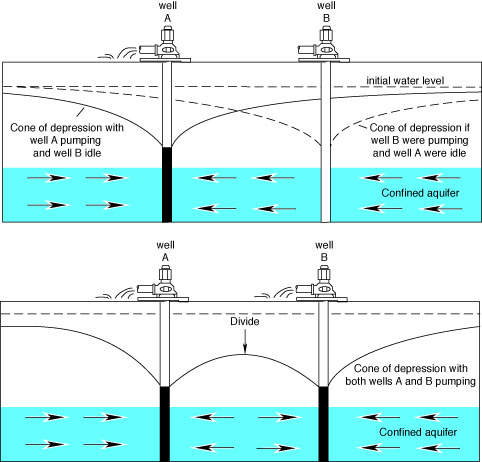 well
A
well
B
initial water level
Cone of depression with
well A pumping
and well B idle
Cone of depression if
well B were pumping
and well A were idle
Confined aquifer
well
A
well
B
Divide
Cone of depression with
both wells A and B pumping
Confined aquifer